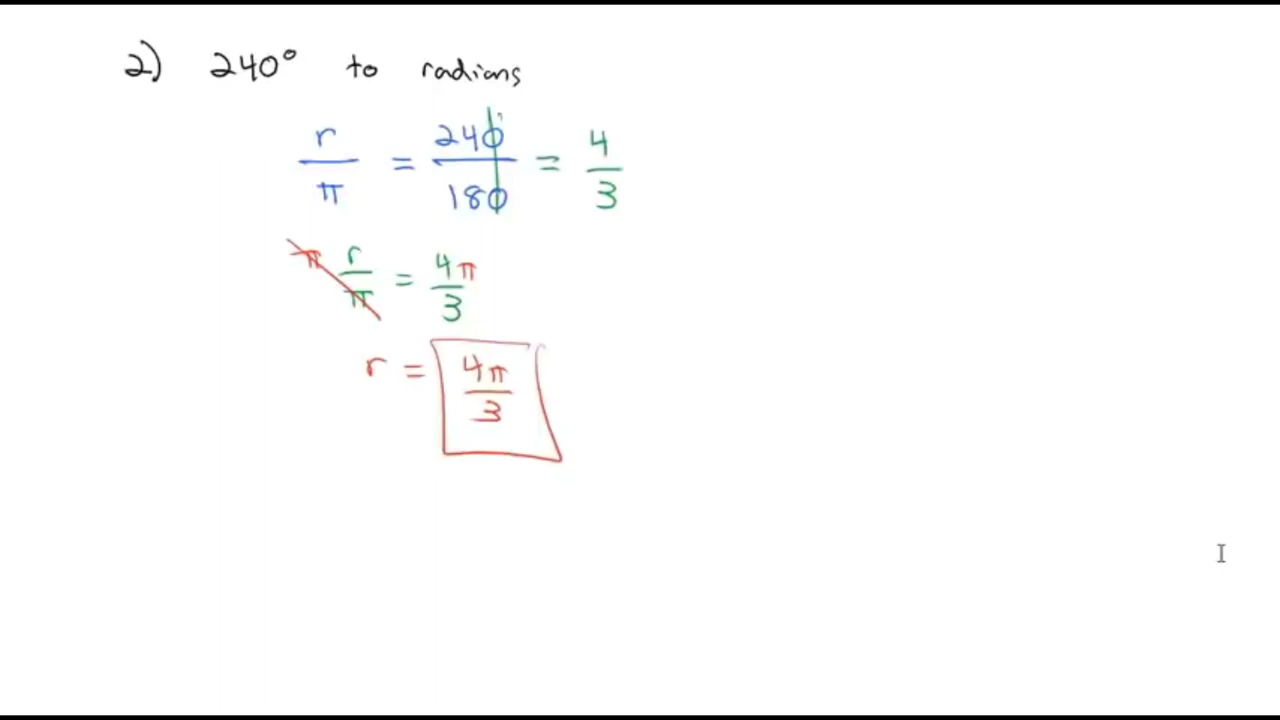 2) 240° to radians
r/π = 240/180 = 4/3
π r/π = 4π/3
r = 4π/3